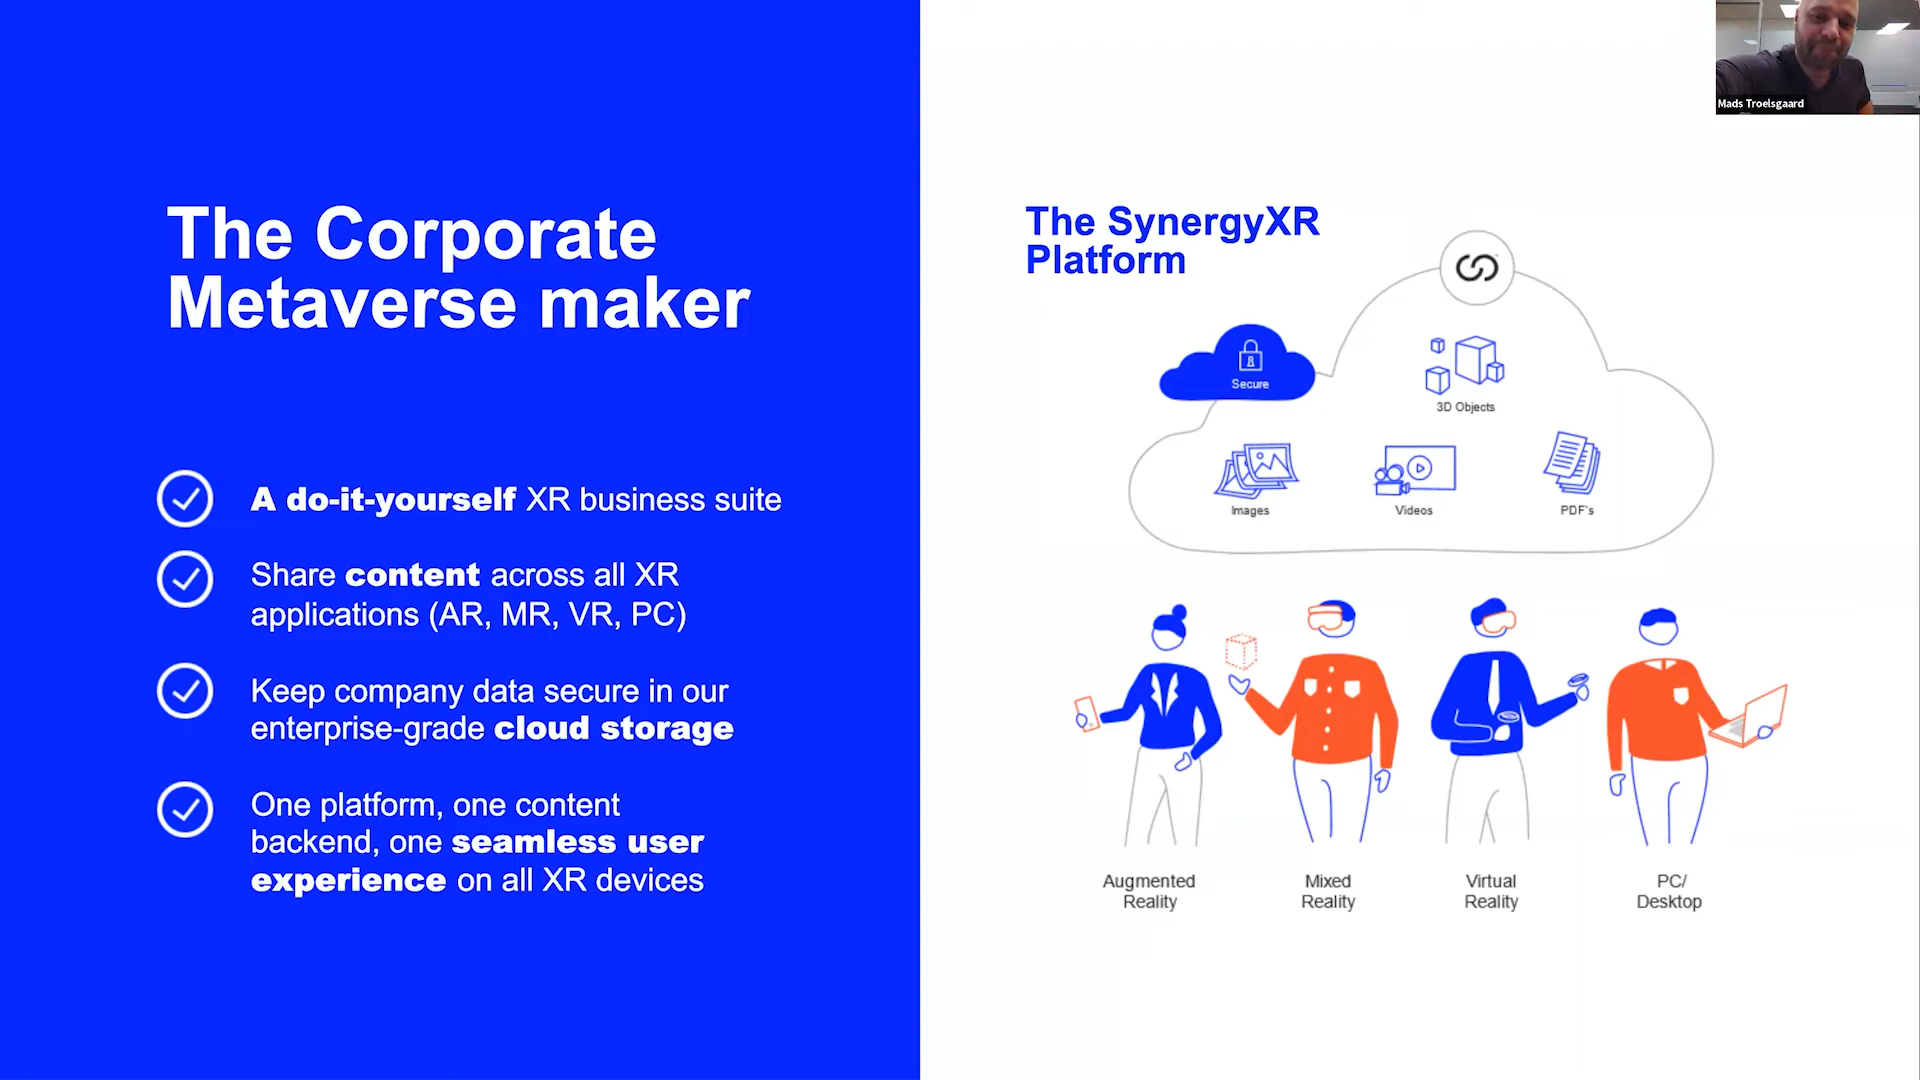 The Corporate
Metaverse maker
A do-it-yourself XR business suite
Share content across all XR
applications (AR, MR, VR, PC)
Keep company data secure in our
enterprise-grade cloud storage
One platform, one content
backend, one seamless user
experience on all XR devices
The SynergyXR
Platform
Secure
3D Objects
Images
Videos
PDF's
Augmented
Reality
Mixed
Reality
Virtual
Reality
PC/
Desktop
Mads Troelsgaard